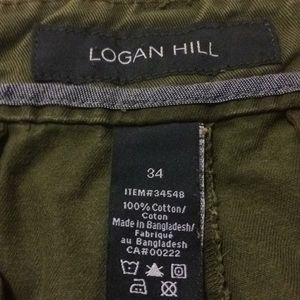 LOGAN HILL
34
ITEM#34548
100% Cotton/
Coton
Made in Bangladesh/
Fabriqué
au Bangladesh
CA#00222